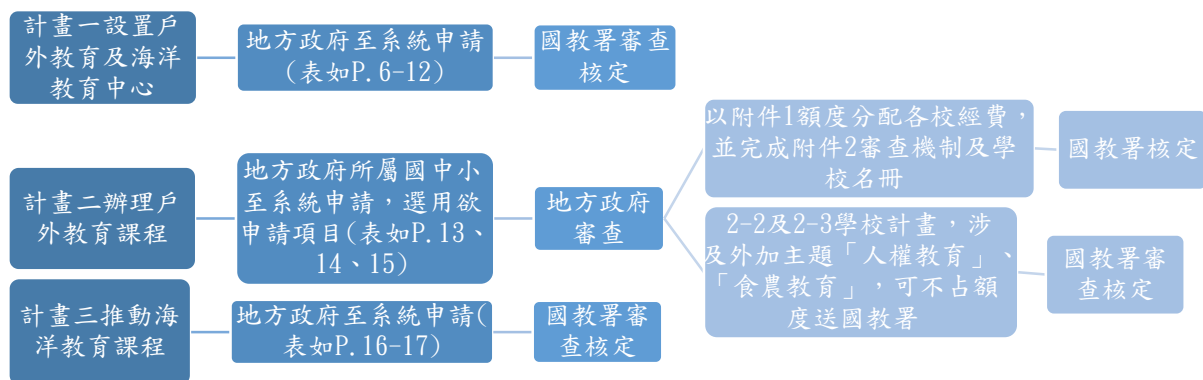 計畫一設置戶
外教育及海洋
教育中心
地方政府至系統申請
(表如P.6-12)
國教署審查
核定
計畫二辦理戶
外教育課程
地方政府所屬國中小
至系統申請，選用欲
申請項目(表如P.13、
14、15)
地方政府
審查
以附件1額度分配各校經費，
並完成附件2審查機制及學
校名冊
國教署核定
2-2及2-3學校計畫，涉
及外加主題「人權教育」、
「食農教育」，可不占額
度送國教署
國教署審
查核定
計畫三推動海
洋教育課程
地方政府至系統申請(
表如P.16-17)
國教署審
查核定